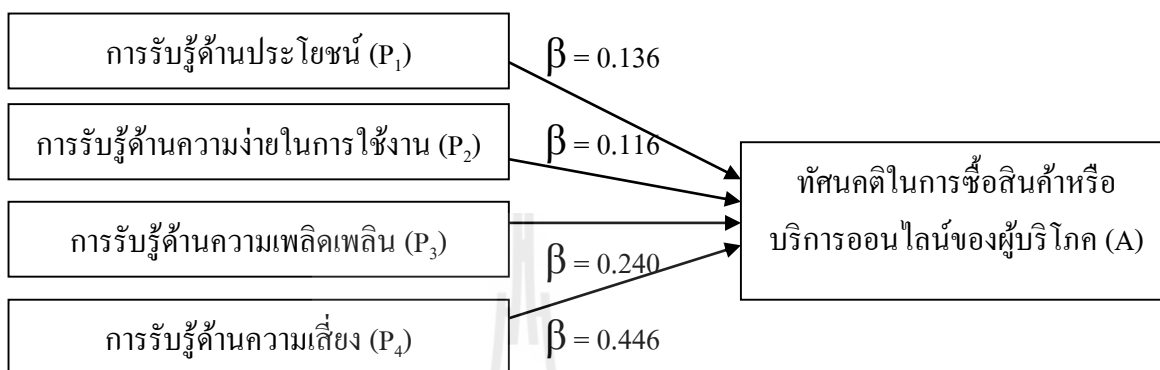 การรับรู้ด้านประโยชน์ (P₁)
β = 0.136
การรับรู้ด้านความง่ายในการใช้งาน (P₂)
β = 0.116
การรับรู้ด้านความเพลิดเพลิน (P₃)
β = 0.240
การรับรู้ด้านความเสี่ยง (P₄)
β = 0.446
ทัศนคติในการซื้อสินค้าหรือ
บริการออนไลน์ของผู้บริโภค (A)